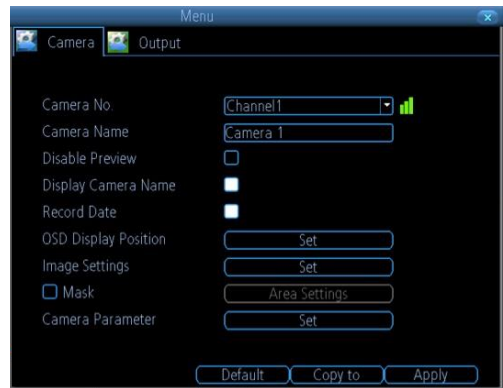 Menu
Camera Output
Camera No. Channel1
Camera Name Camera 1
Disable Preview
Display Camera Name
Record Date
OSD Display Position Set
Image Settings Set
Mask Area Settings
Camera Parameter Set
Default Copy to Apply